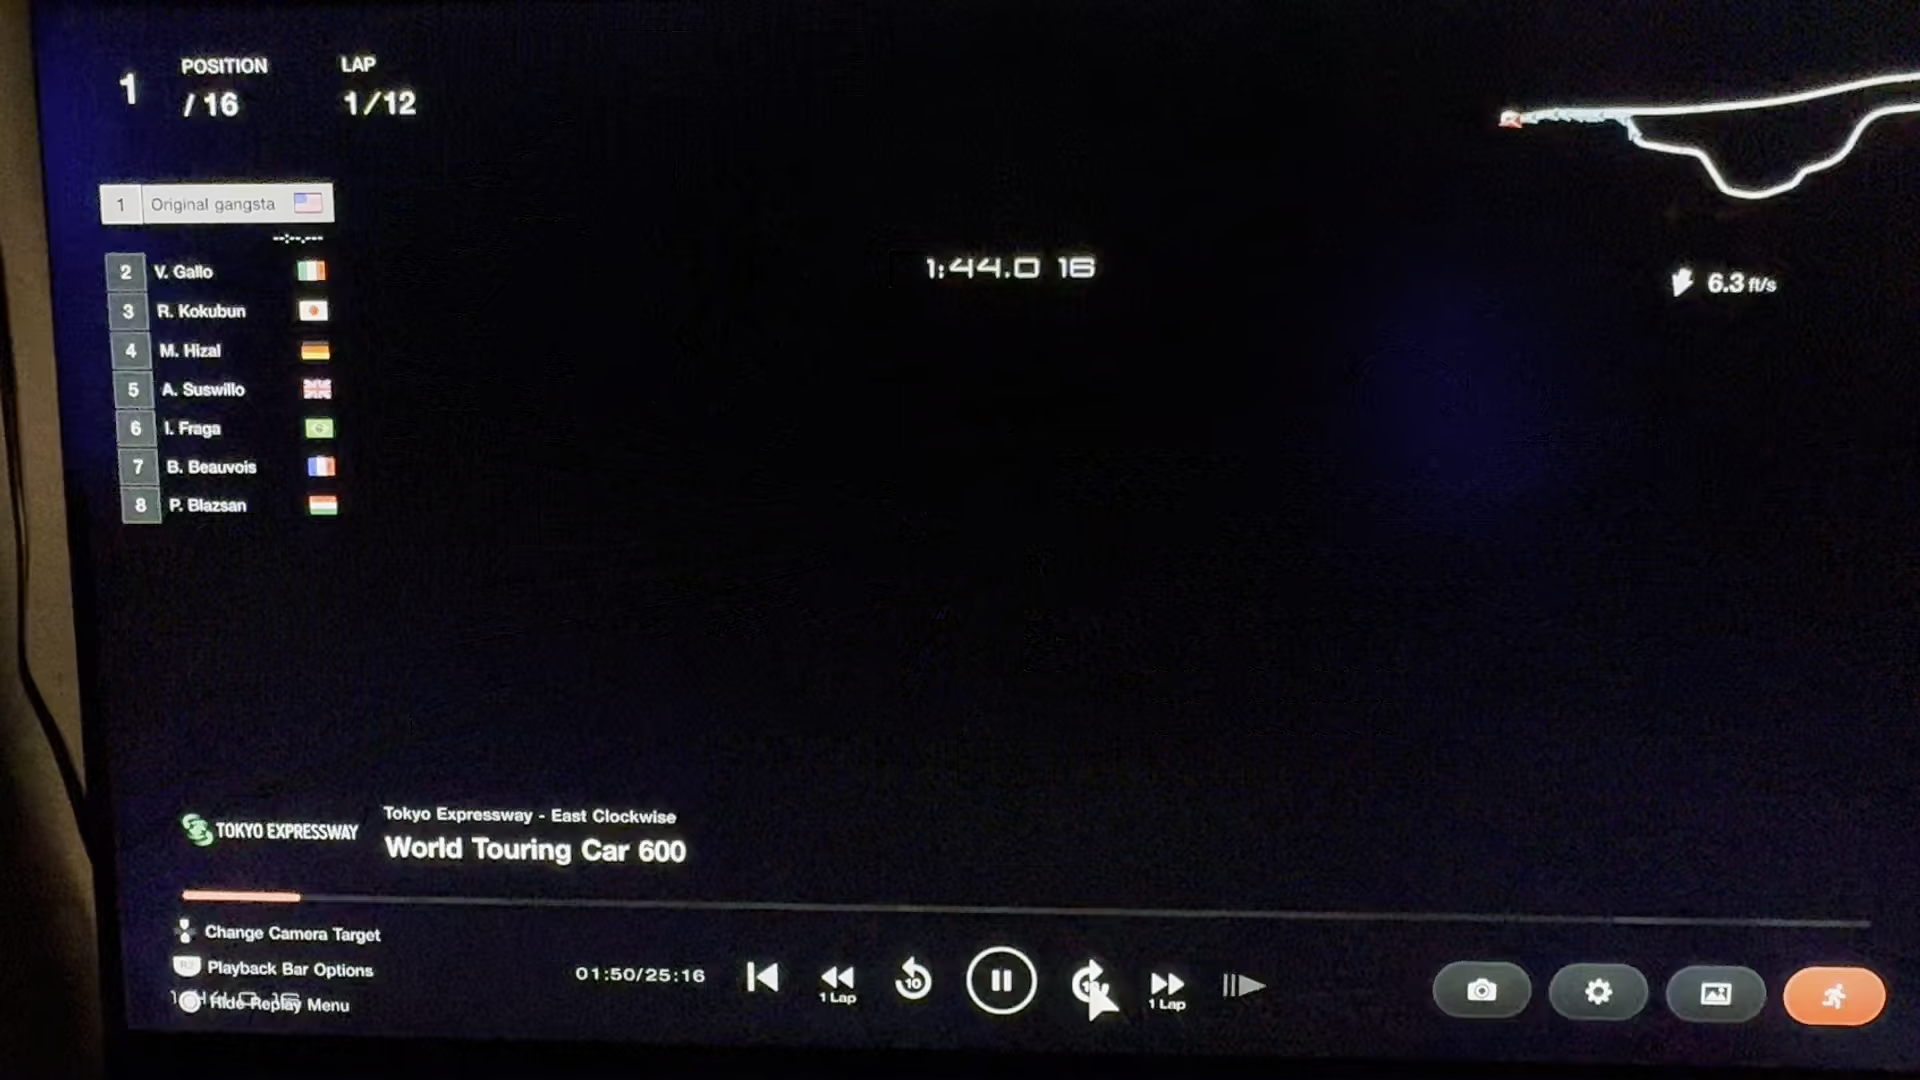 POSITION LAP
1 / 16 1/12
1 Original gangsta
--:--.---
2 V. Gallo
3 R. Kokubun
4 M. Hizal
5 A. Suswillo
6 I. Fraga
7 B. Beauvois
8 P. Blazsan
1:44.0 16
6.3 ft/s
TOKYO EXPRESSWAY
Tokyo Expressway - East Clockwise
World Touring Car 600
Change Camera Target
Playback Bar Options
Hide Replay Menu
01:50/25:16
1 Lap
10
1 Lap